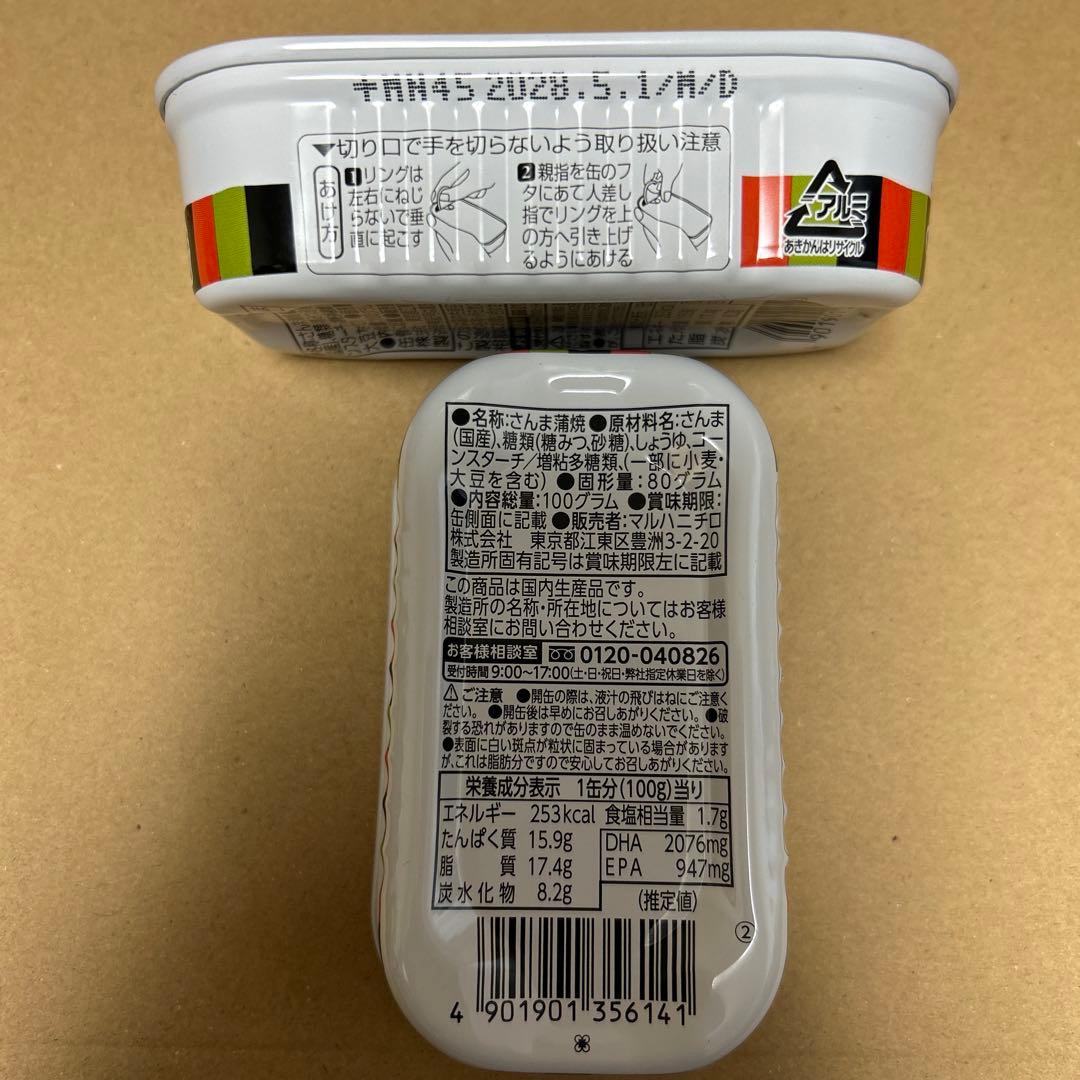 +MH45 2028.5.1/M/D
▼切り口で手を切らないよう取り扱い注意
あけ方
1 リングは
左右にねじ
らないで垂
直に起こす
2 親指を缶のフ
タにあて人差し
指でリングを上
の方へ引き上げ
るようにあける
アルミ
あきかんはリサイクル
●名称:さんま蒲焼 ●原材料名:さんま
(国産)、糖類(糖みつ、砂糖)、しょうゆ、コー
ンスターチ/増粘多糖類、(一部に小麦・
大豆を含む) ●固形量:80グラム
●内容総量:100グラム ●賞味期限:
缶側面に記載 ●販売者:マルハニチロ
株式会社 東京都江東区豊洲3-2-20
製造所固有記号は賞味期限左に記載
この商品は国内生産品です。
製造所の名称・所在地についてはお客様
相談室にお問い合わせください。
お客様相談室 0120-040826
受付時間 9:00~17:00(土・日・祝日・弊社指定休業日を除く)
⚠ご注意 ●開缶の際は、液汁の飛びはねにご注意く
ださい。●開缶後は早めにお召しあがりください。●破
裂する恐れがありますので缶のまま温めないでください。
●表面に白い斑点が粒状に固まっている場合があります
が、これは脂肪分ですので安心してお召しあがりください。
栄養成分表示 1缶分(100g)当り
エネルギー 253kcal 食塩相当量 1.7g
たんぱく質 15.9g DHA 2076mg
脂質 17.4g EPA 947mg
炭水化物 8.2g (推定値)
②
4 901901 356141